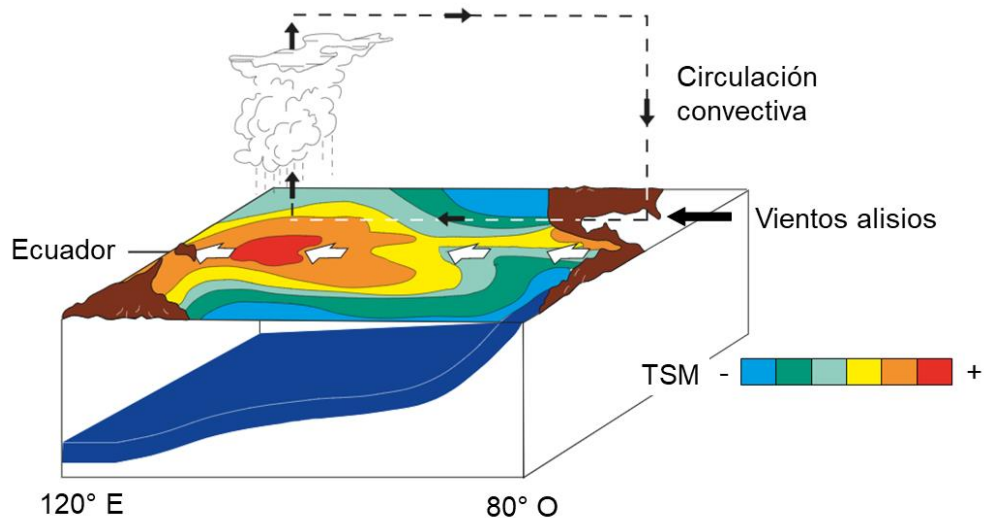 Circulación
convectiva
Vientos alisios
Ecuador
TSM - +
120° E
80° O